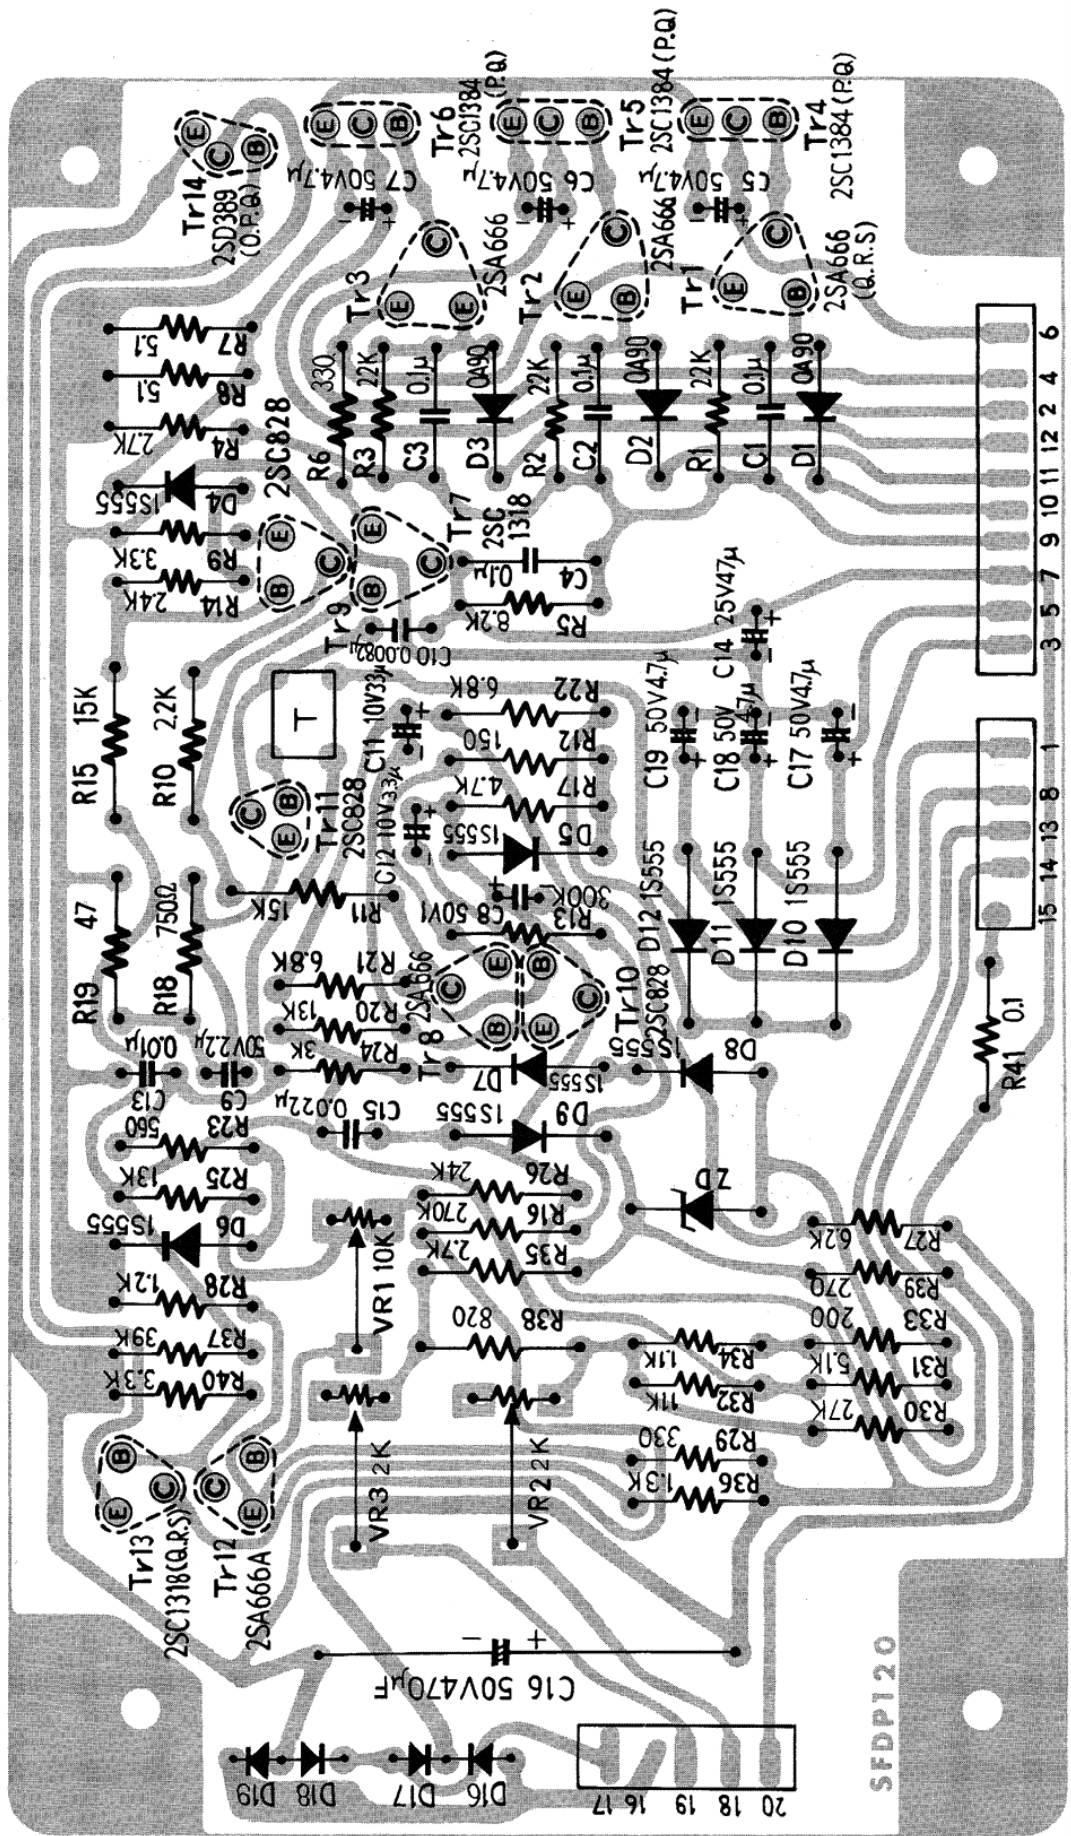 Tr14
2SD389
(O.P.Q)
C7 50V4.7μ
Tr6
2SC1384
(P.Q)
C6 50V4.7μ
Tr5
2SC1384 (P.Q)
C5 50V4.7μ
Tr4
2SC1384(P.Q)
E C B
E C B
E C B
E C B
Tr3
2SA666
E C E
Tr2
2SA666
E C B
Tr1
2SA666
(Q.R.S)
E C B
R7 5.1
R8 5.1
R4 2.7K
D4 1S555
R9 3.3K
R14 24K
2SC828
R6 330
R3 22K
C3 0.1μ
D3 OA90
R2 22K
C2 0.1μ
D2 OA90
R1 22K
C1 0.1μ
D1 OA90
Tr9
E B C
Tr7
2SC
1318
E B C
C4 0.1μ
R5 8.2K
C10 0.0082μ
C14 25V47μ
6
4
2
12
11
10
9
7
5
3
R15 15K
R10 2.2K
T
C11 10V33μ
R22 6.8K
R12 150
R17 4.7K
D5 1S555
C19 50V4.7μ
C18 50V 4.7μ
C17 50V4.7μ
Tr11
2SC828
C B E
C12 10V3.3μ
R11 15K
C8 50V1
R13 300K
D12 1S555
D11 1S555
D10 1S555
1
8
13
14
15
R19 47
R18 750Ω
R21 6.8K
R20 13K
R24 3K
Tr8
2SA666
C E B
Tr10
2SC828
B E C
C13 0.01μ
C9 50V2.2μ
C15 0.022μ
D7 1S555
D8 1S555
D9 1S555
R41 0.1
R23 560
R25 13K
D6 1S555
R28 1.2K
R37 39K
R40 3.3K
VR1 10K
R26 24K
R16 270K
R35 2.7K
R38 820
ZD
R27 62K
R39 270
R33 200
R31 5.1K
R30 27K
R34 1.1K
R32 11K
R29 330
R36 1.3K
VR3 2K
VR2 2K
Tr13
2SC1318(Q.R.S)
B C E
Tr12
2SA666A
B C E
C16 50V470μF
D19
D18
D17
D16
17
16
19
18
20
SFDP120